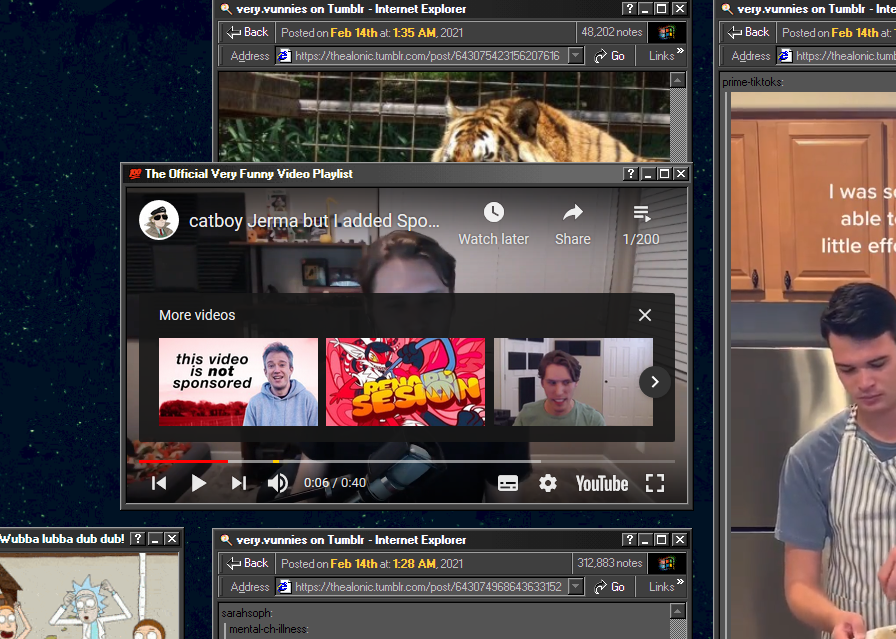 very.vunnies on Tumblr - Internet Explorer
Back
Posted on Feb 14th at: 1:35 AM, 2021
48,202 notes
Address
https://thealonic.tumblr.com/post/643075423156207616
Go
Links
very.vunnies on Tumblr - Inte
Back
Posted on Feb 14th at:
Address
https://thealonic.tumb
prime-tiktoks:
I was s
able to
little effo
The Official Very Funny Video Playlist
catboy Jerma but I added Spo...
Watch later
Share
1/200
More videos
this video
is not
sponsored
SESIÓN
0:06 / 0:40
YouTube
Wubba lubba dub dub!
very.vunnies on Tumblr - Internet Explorer
Back
Posted on Feb 14th at: 1:28 AM, 2021
312,883 notes
Address
https://thealonic.tumblr.com/post/643074968643633152
Go
Links
sarahsoph:
mental-ch-illness: